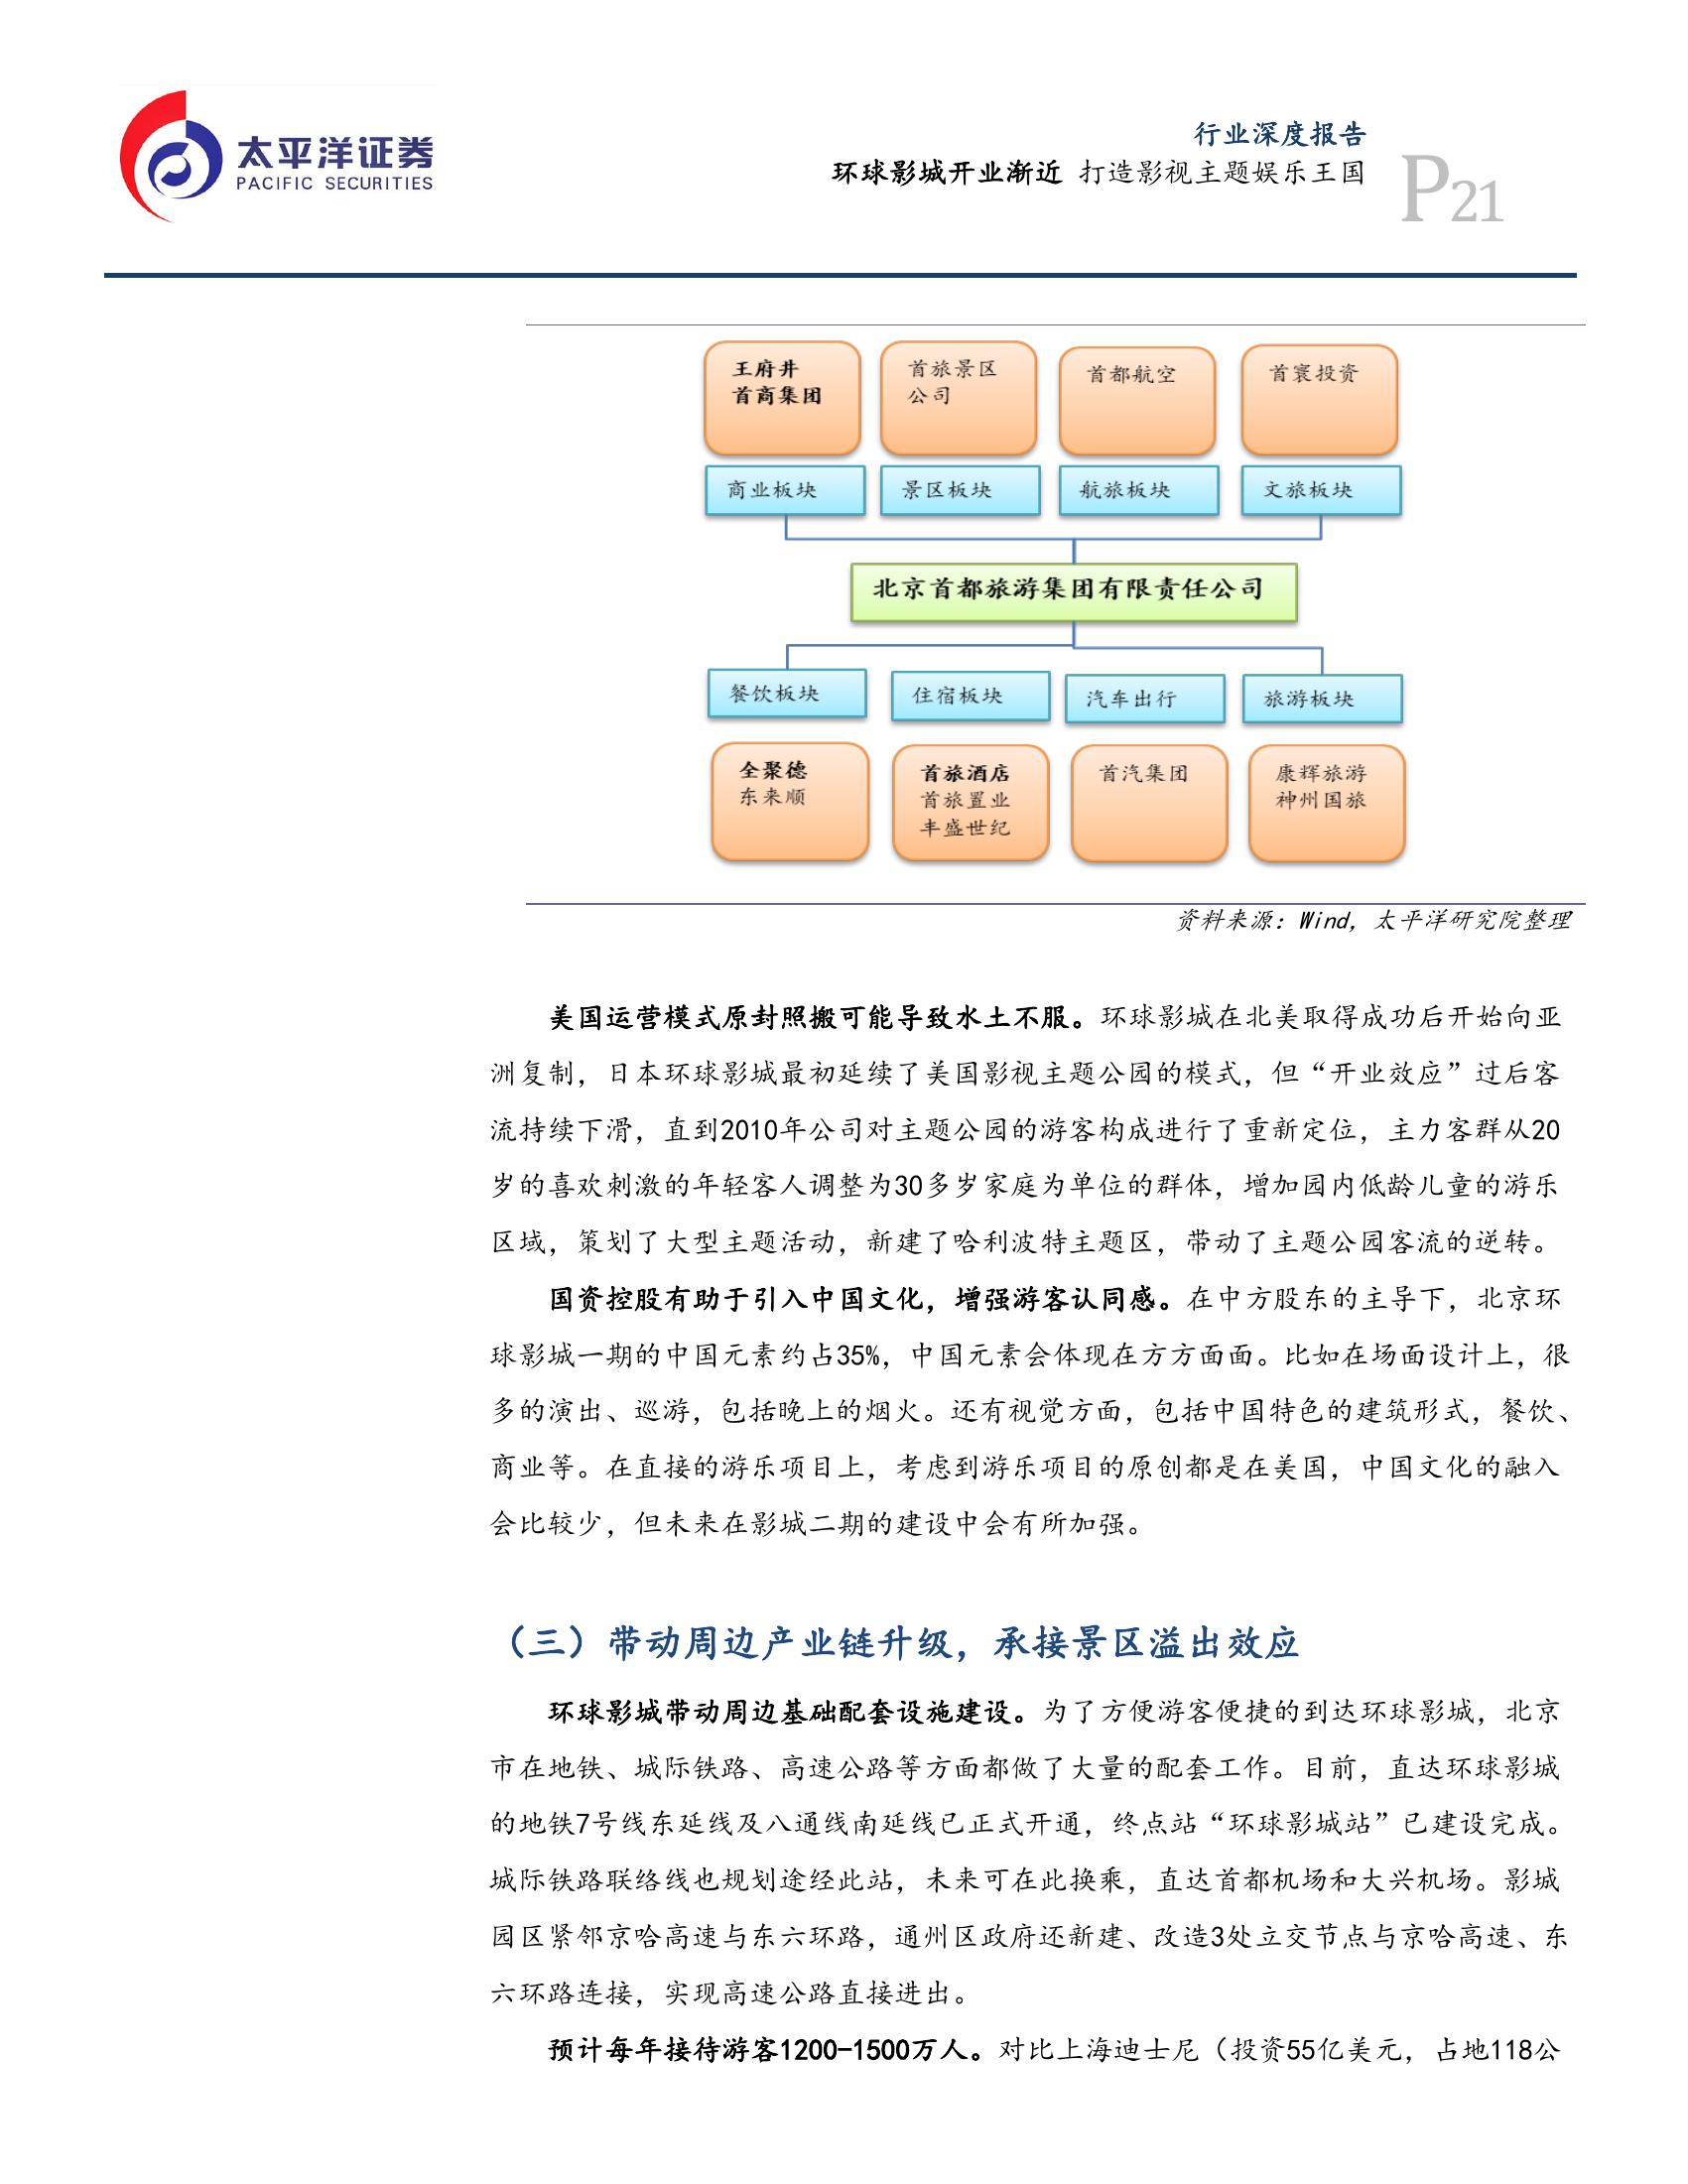 太平洋证券
PACIFIC SECURITIES
行业深度报告
环球影城开业渐近 打造影视主题娱乐王国
P21
王府井
首商集团
首旅景区
公司
首都航空
首寰投资
商业板块
景区板块
航旅板块
文旅板块
北京首都旅游集团有限责任公司
餐饮板块
住宿板块
汽车出行
旅游板块
全聚德
东来顺
首旅酒店
首旅置业
丰盛世纪
首汽集团
康辉旅游
神州国旅
资料来源：Wind，太平洋研究院整理
美国运营模式原封照搬可能导致水土不服。环球影城在北美取得成功后开始向亚
洲复制，日本环球影城最初延续了美国影视主题公园的模式，但“开业效应”过后客
流持续下滑，直到2010年公司对主题公园的游客构成进行了重新定位，主力客群从20
岁的喜欢刺激的年轻客人调整为30多岁家庭为单位的群体，增加园内低龄儿童的游乐
区域，策划了大型主题活动，新建了哈利波特主题区，带动了主题公园客流的逆转。
国资控股有助于引入中国文化，增强游客认同感。在中方股东的主导下，北京环
球影城一期的中国元素约占35%，中国元素会体现在方方面面。比如在场面设计上，很
多的演出、巡游，包括晚上的烟火。还有视觉方面，包括中国特色的建筑形式，餐饮、
商业等。在直接的游乐项目上，考虑到游乐项目的原创都是在美国，中国文化的融入
会比较少，但未来在影城二期的建设中会有所加强。
（三）带动周边产业链升级，承接景区溢出效应
环球影城带动周边基础配套设施建设。为了方便游客便捷的到达环球影城，北京
市在地铁、城际铁路、高速公路等方面都做了大量的配套工作。目前，直达环球影城
的地铁7号线东延线及八通线南延线已正式开通，终点站“环球影城站”已建设完成。
城际铁路联络线也规划途经此站，未来可在此换乘，直达首都机场和大兴机场。影城
园区紧邻京哈高速与东六环路，通州区政府还新建、改造3处立交节点与京哈高速、东
六环路连接，实现高速公路直接进出。
预计每年接待游客1200-1500万人。对比上海迪士尼（投资55亿美元，占地118公